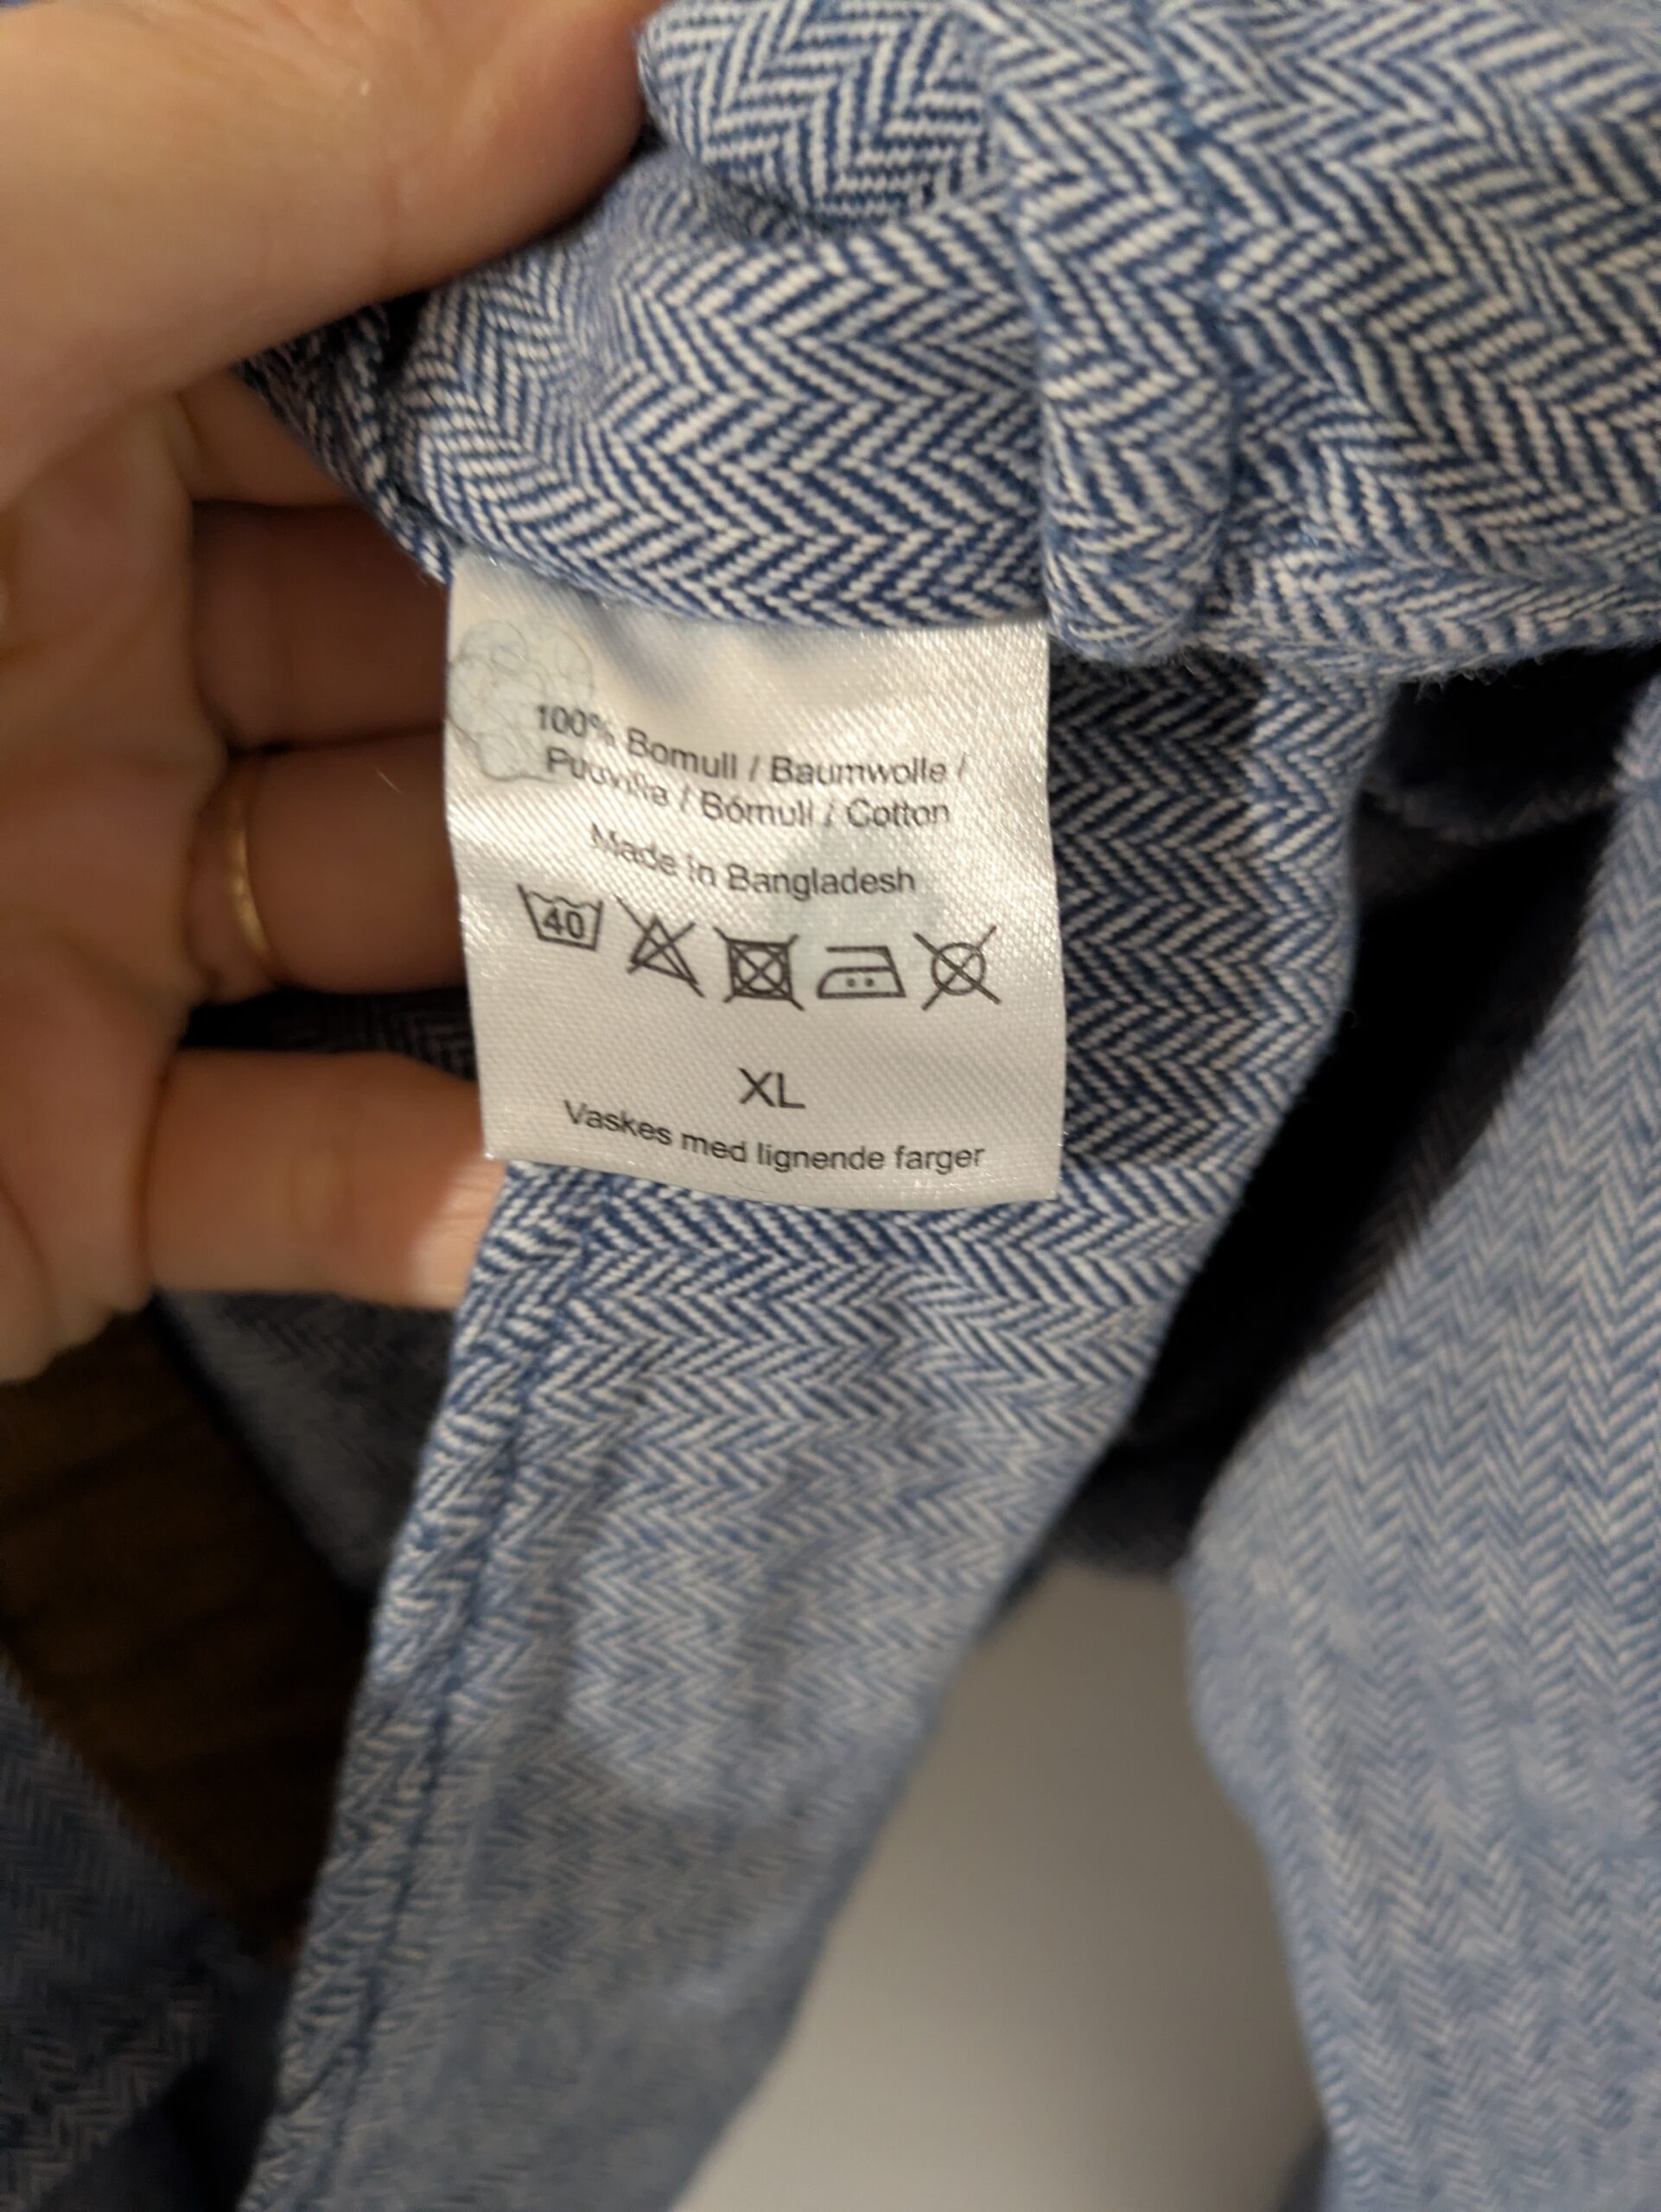 100% Bomull / Baumwolle /
Puuvilla / Bómull / Cotton
Made in Bangladesh
40
XL
Vaskes med lignende farger